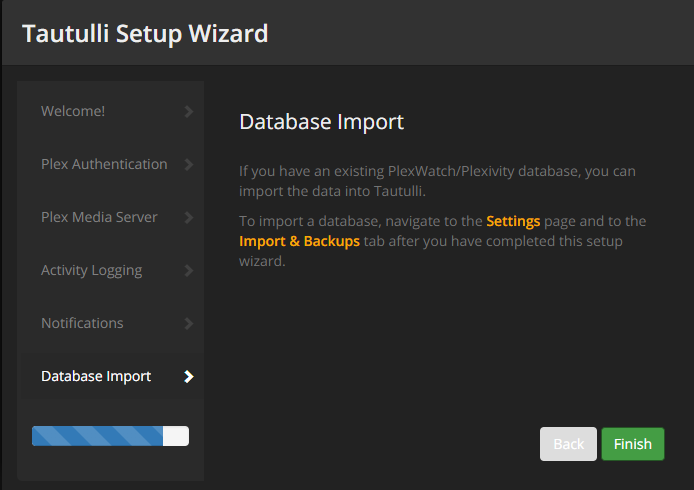 Tautulli Setup Wizard
Welcome!
Plex Authentication
Plex Media Server
Activity Logging
Notifications
Database Import
Database Import
If you have an existing PlexWatch/Plexivity database, you can
import the data into Tautulli.
To import a database, navigate to the Settings page and to the
Import & Backups tab after you have completed this setup
wizard.
Back
Finish